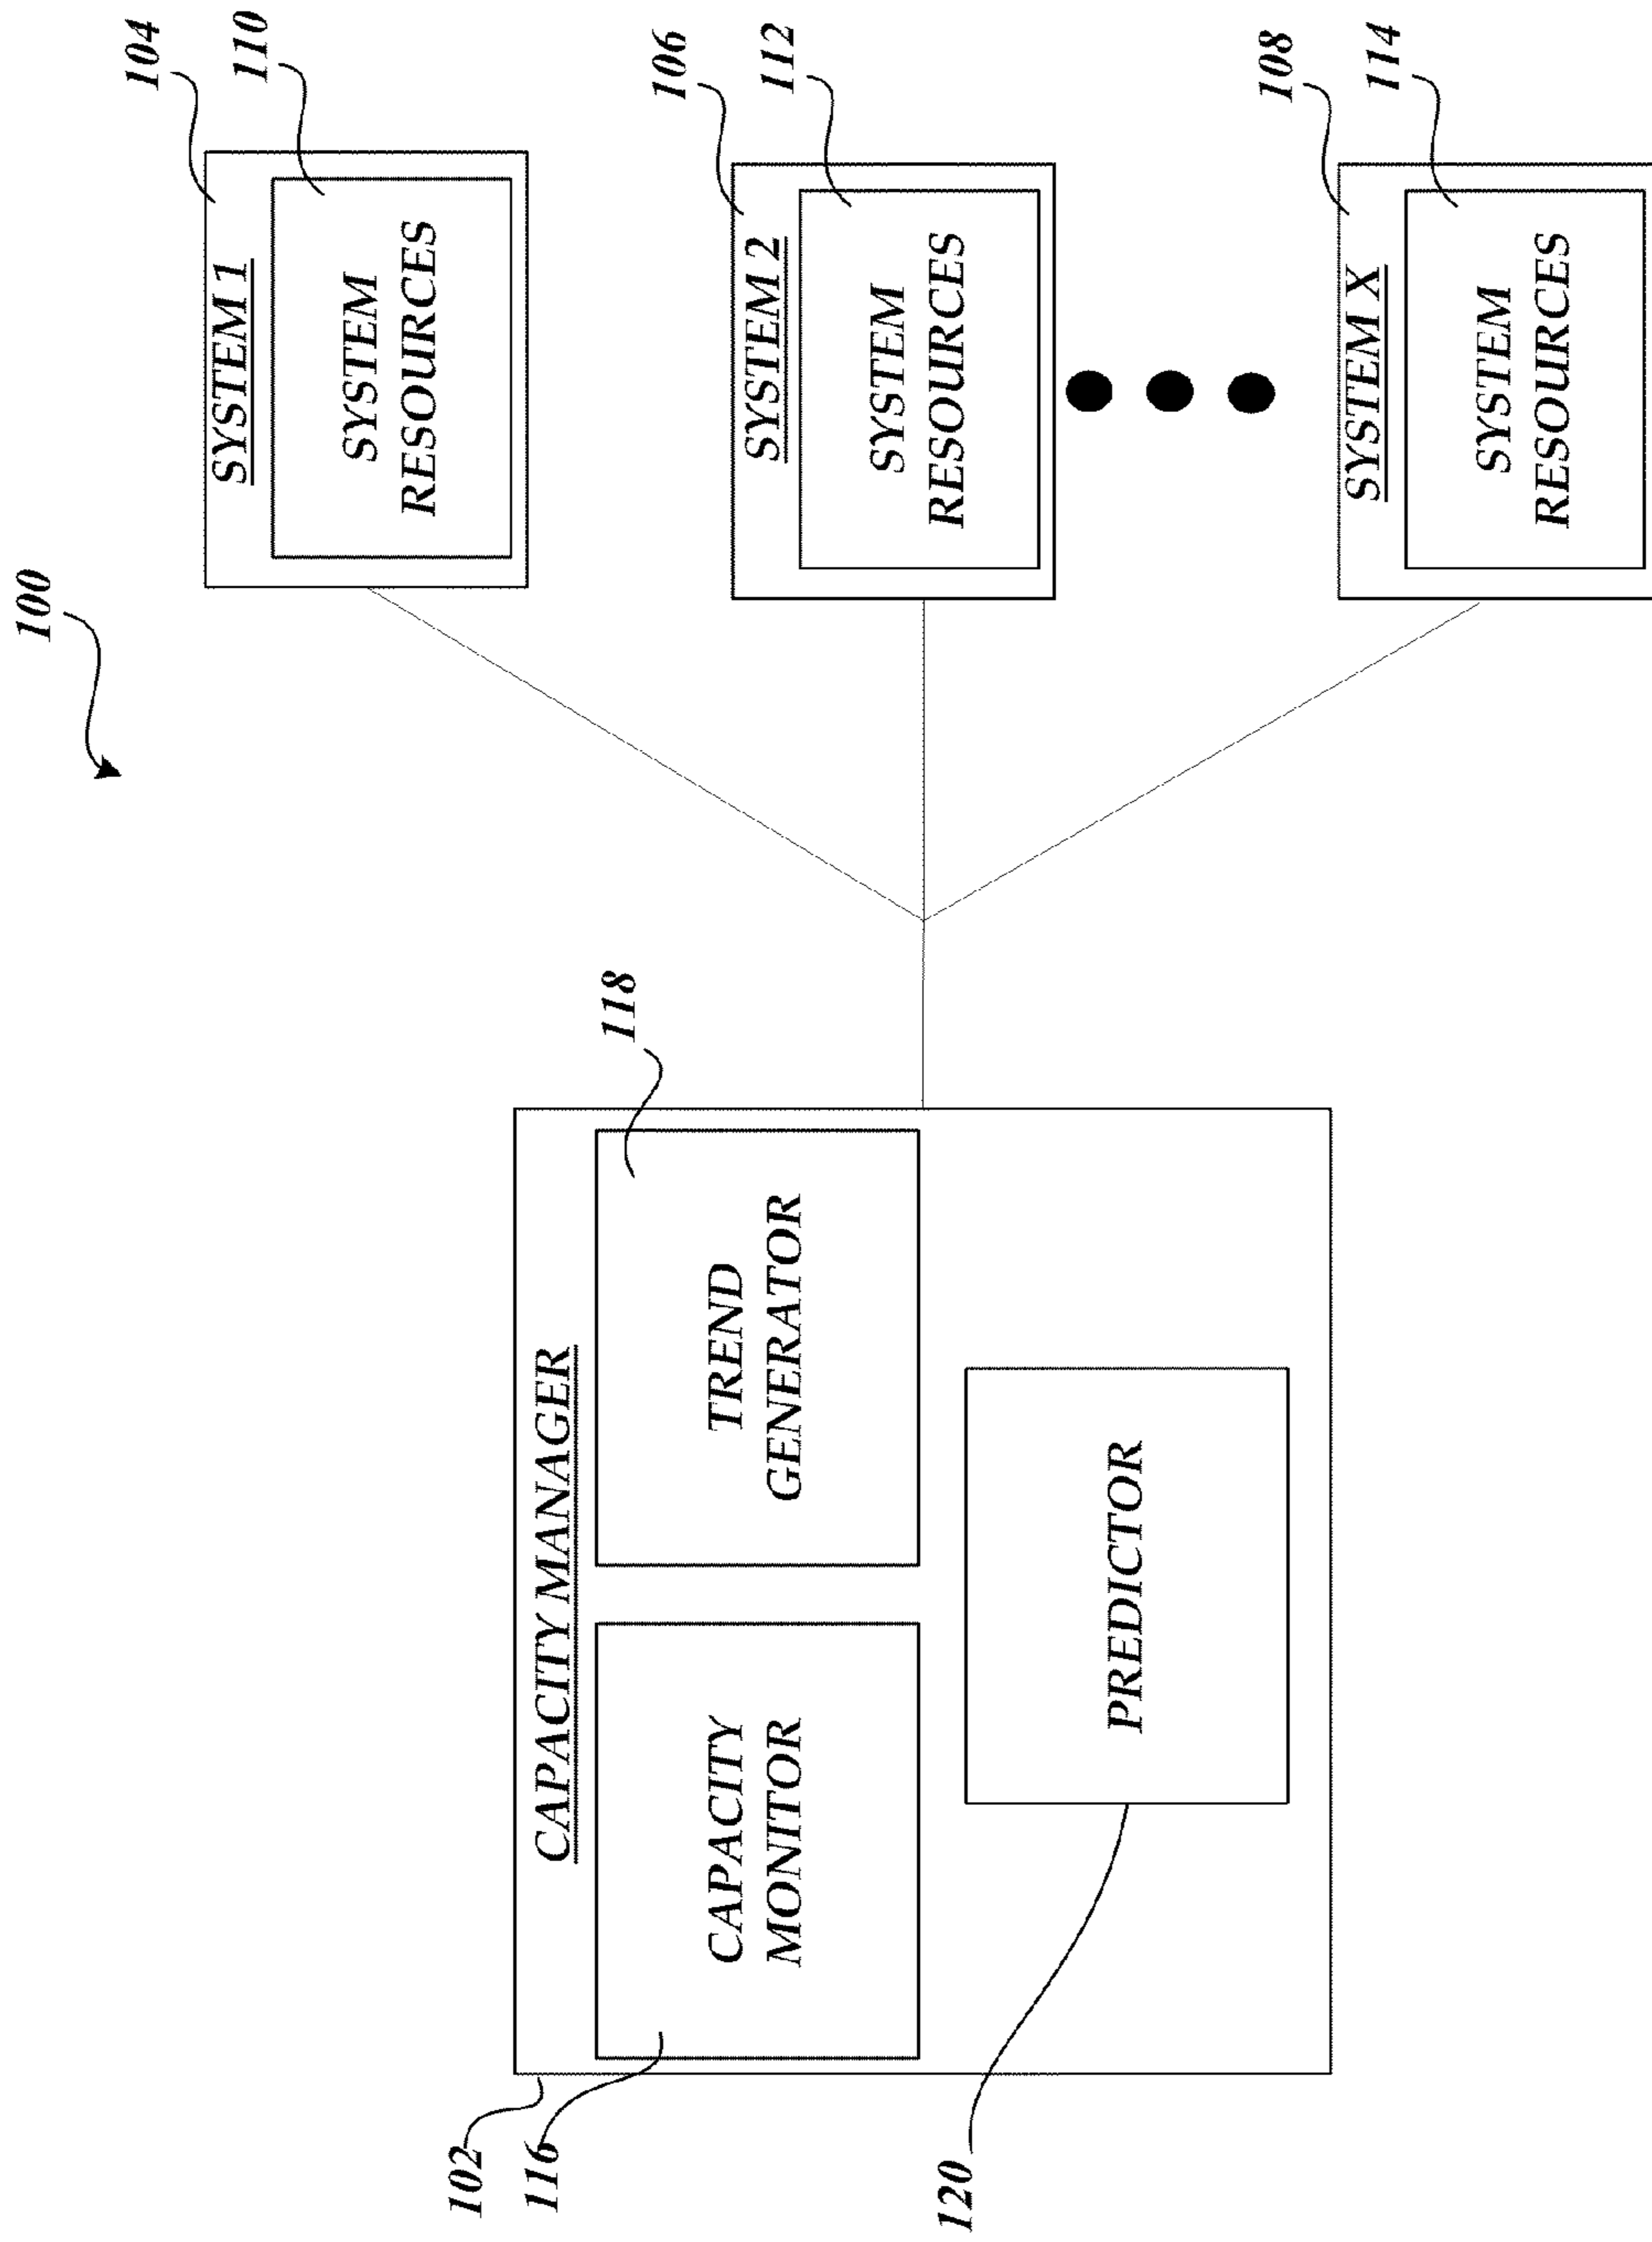 100
102
CAPACITY MANAGER
116
CAPACITY
MONITOR
118
TREND
GENERATOR
120
PREDICTOR
104
SYSTEM 1
110
SYSTEM
RESOURCES
106
SYSTEM 2
112
SYSTEM
RESOURCES
108
SYSTEM X
114
SYSTEM
RESOURCES